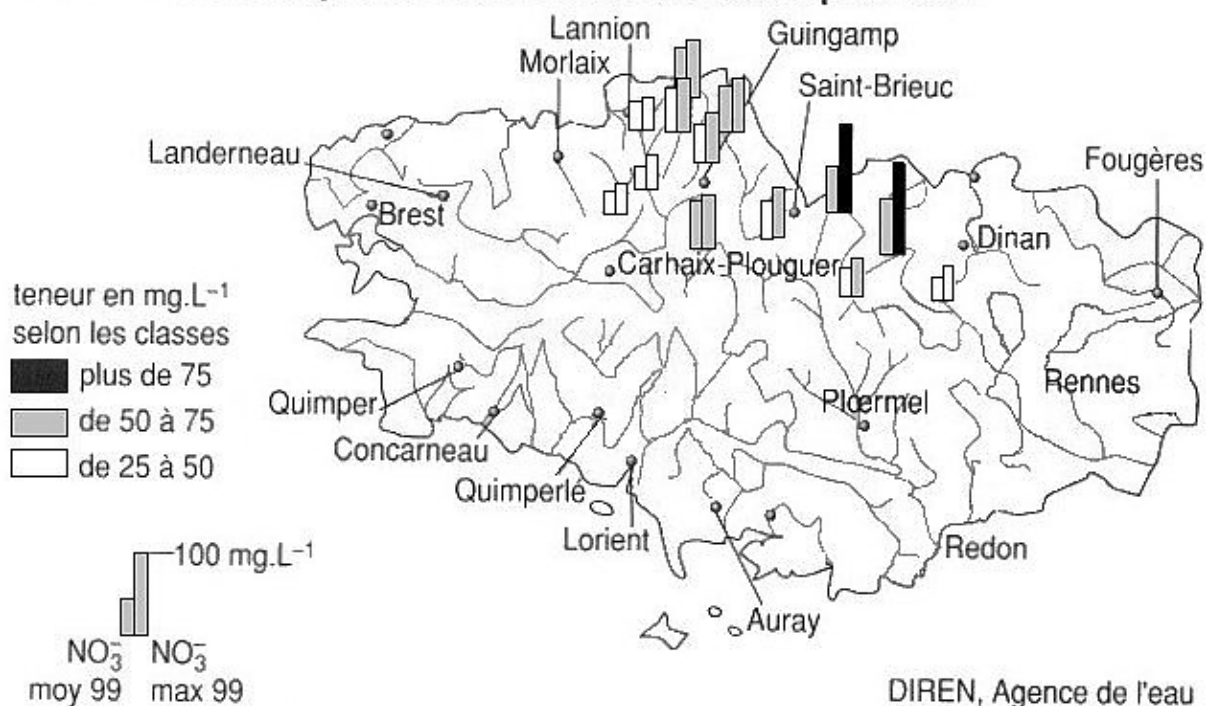 Lannion
Guingamp
Morlaix
Saint-Brieuc
Landerneau
Fougères
Brest
Dinan
Carhaix-Plouguer
teneur en mg.L⁻¹
selon les classes
plus de 75
Rennes
de 50 à 75
Quimper
Plœrmel
de 25 à 50
Concarneau
Quimperlé
100 mg.L⁻¹
Lorient
Redon
Auray
NO₃⁻ NO₃⁻
moy 99 max 99
DIREN, Agence de l'eau